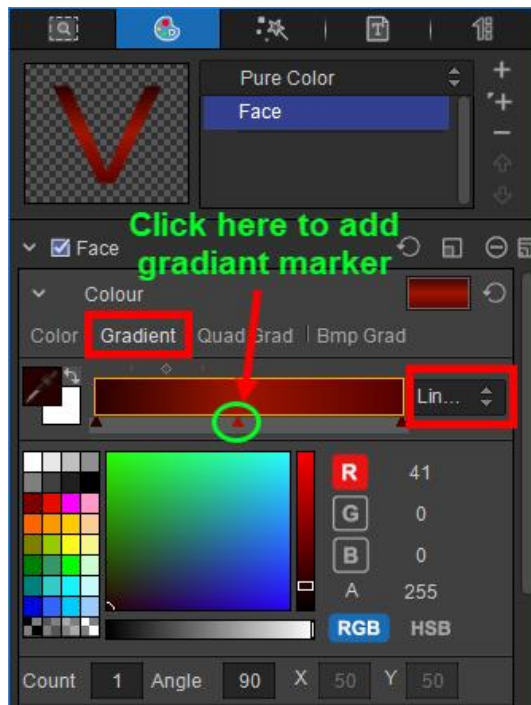 Pure Color
Face
Click here to add
gradiant marker
Face
Colour
Color Gradient Quad Grad Bmp Grad
Lin...
R 41
G 0
B 0
A 255
RGB HSB
Count 1 Angle 90 X 50 Y 50